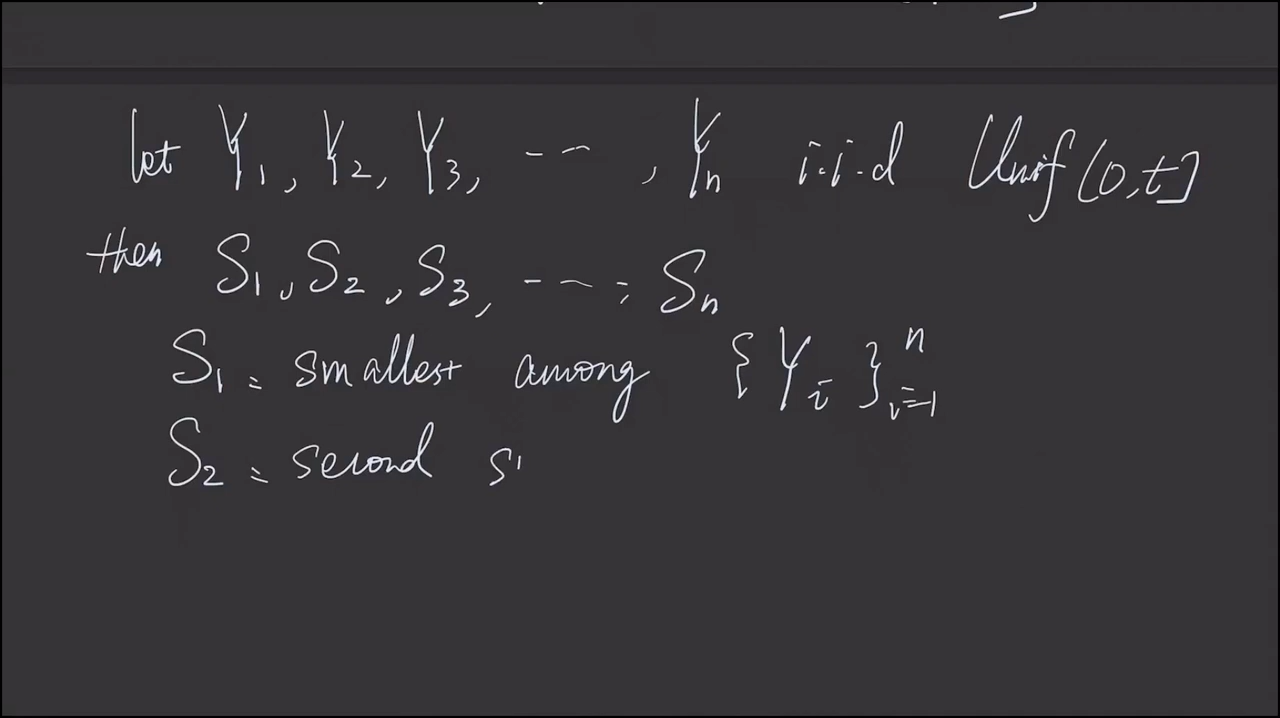 let Y₁, Y₂, Y₃, ---, Yₙ i.i.d Unif(0,t]
then S₁, S₂, S₃, ---, Sₙ
S₁ = smallest among {Yᵢ}ⁿᵢ₌₁
S₂ = second s